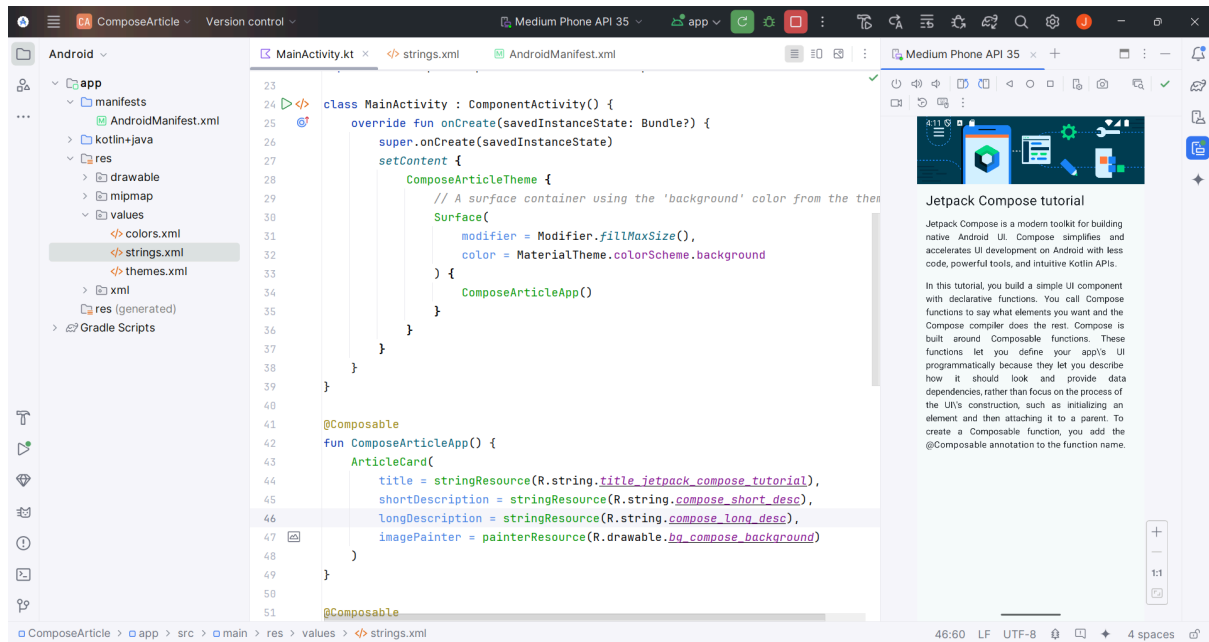 CA ComposeArticle Version control Medium Phone API 35 app J
Android
app
manifests
AndroidManifest.xml
kotlin+java
res
drawable
mipmap
values
colors.xml
strings.xml
themes.xml
xml
res (generated)
Gradle Scripts
MainActivity.kt strings.xml AndroidManifest.xml
23
24 class MainActivity : ComponentActivity() {
25 override fun onCreate(savedInstanceState: Bundle?) {
26 super.onCreate(savedInstanceState)
27 setContent {
28 ComposeArticleTheme {
29 // A surface container using the 'background' color from the them
30 Surface(
31 modifier = Modifier.fillMaxSize(),
32 color = MaterialTheme.colorScheme.background
33 ) {
34 ComposeArticleApp()
35 }
36 }
37 }
38 }
39 }
40
41 @Composable
42 fun ComposeArticleApp() {
43 ArticleCard(
44 title = stringResource(R.string.title_jetpack_compose_tutorial),
45 shortDescription = stringResource(R.string.compose_short_desc),
46 longDescription = stringResource(R.string.compose_long_desc),
47 imagePainter = painterResource(R.drawable.bg_compose_background)
48 )
49 }
50
51 @Composable
Medium Phone API 35
4:11
Jetpack Compose tutorial
Jetpack Compose is a modern toolkit for building
native Android UI. Compose simplifies and
accelerates UI development on Android with less
code, powerful tools, and intuitive Kotlin APIs.
In this tutorial, you build a simple UI component
with declarative functions. You call Compose
functions to say what elements you want and the
Compose compiler does the rest. Compose is
built around Composable functions. These
functions let you define your app\'s UI
programmatically because they let you describe
how it should look and provide data
dependencies, rather than focus on the process of
the UI\'s construction, such as initializing an
element and then attaching it to a parent. To
create a Composable function, you add the
@Composable annotation to the function name.
1:1
ComposeArticle > app > src > main > res > values > strings.xml 46:60 LF UTF-8 4 spaces